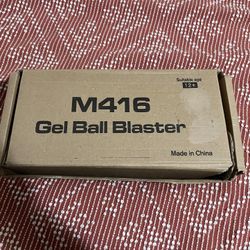 Suitable age
12+
M416
Gel Ball Blaster
Made in China